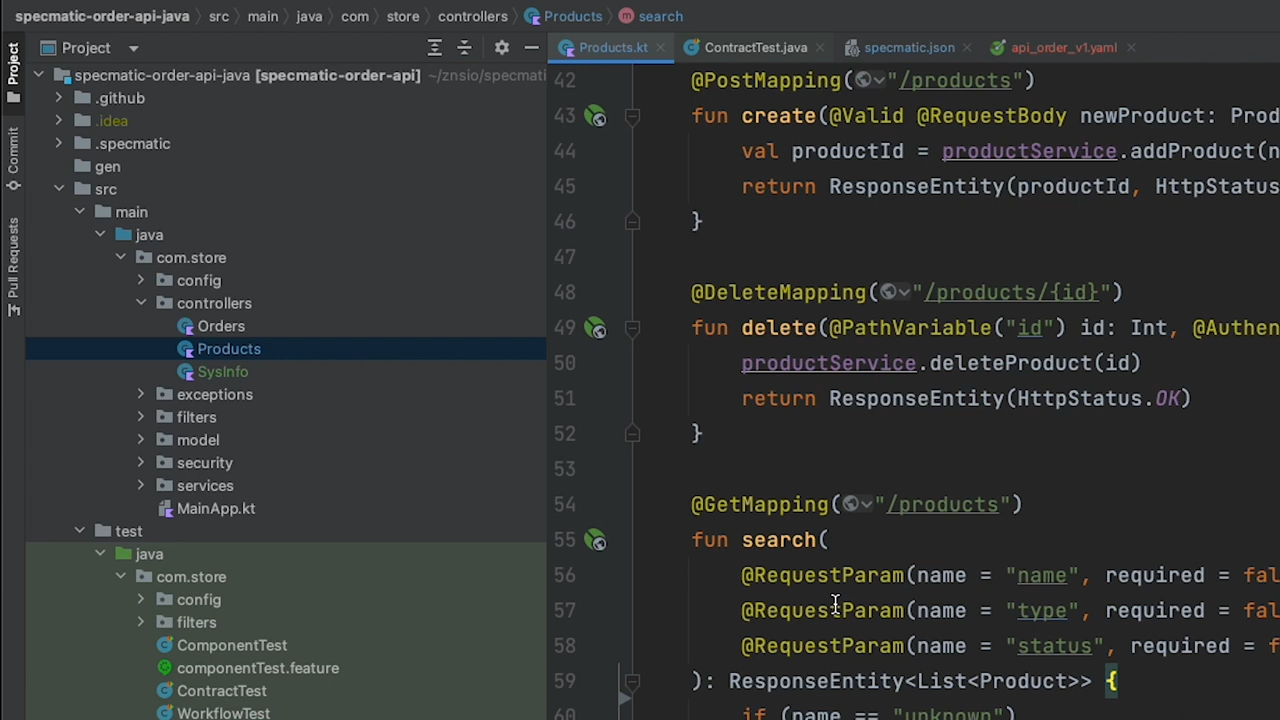 specmatic-order-api-java › src › main › java › com › store › controllers › Products › search
Project
Products.kt
ContractTest.java
specmatic.json
api_order_v1.yaml
Project
Commit
Pull Requests
specmatic-order-api-java [specmatic-order-api] ~/znsio/specmati
.github
.idea
.specmatic
gen
src
main
java
com.store
config
controllers
Orders
Products
SysInfo
exceptions
filters
model
security
services
MainApp.kt
test
java
com.store
config
filters
ComponentTest
componentTest.feature
ContractTest
WorkflowTest
42 @PostMapping("/products")
43 fun create(@Valid @RequestBody newProduct: Prod
44 val productId = productService.addProduct(n
45 return ResponseEntity(productId, HttpStatus
46 }
47
48 @DeleteMapping("/products/{id}")
49 fun delete(@PathVariable("id") id: Int, @Authen
50 productService.deleteProduct(id)
51 return ResponseEntity(HttpStatus.OK)
52 }
53
54 @GetMapping("/products")
55 fun search(
56 @RequestParam(name = "name", required = fal
57 @RequestParam(name = "type", required = fal
58 @RequestParam(name = "status", required = f
59 ): ResponseEntity<List<Product>> {
60 if (name == "unknown")